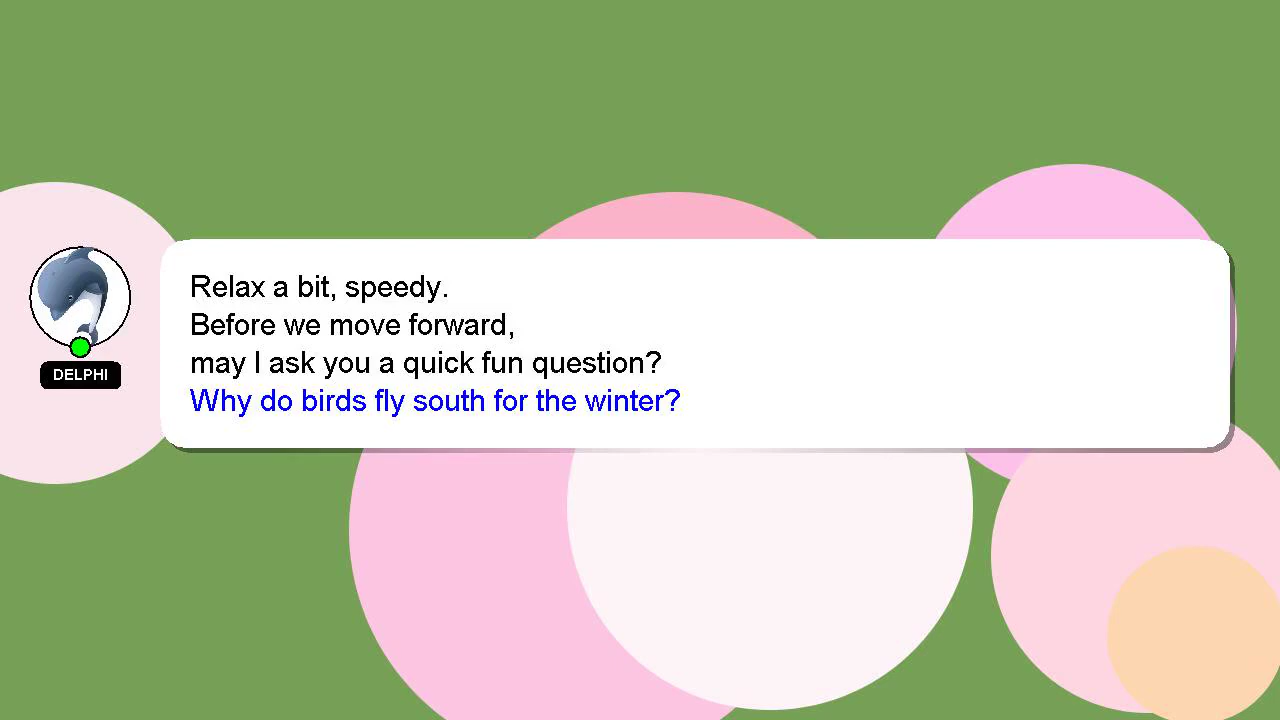 Relax a bit, speedy.
Before we move forward,
may I ask you a quick fun question?
Why do birds fly south for the winter?
DELPHI